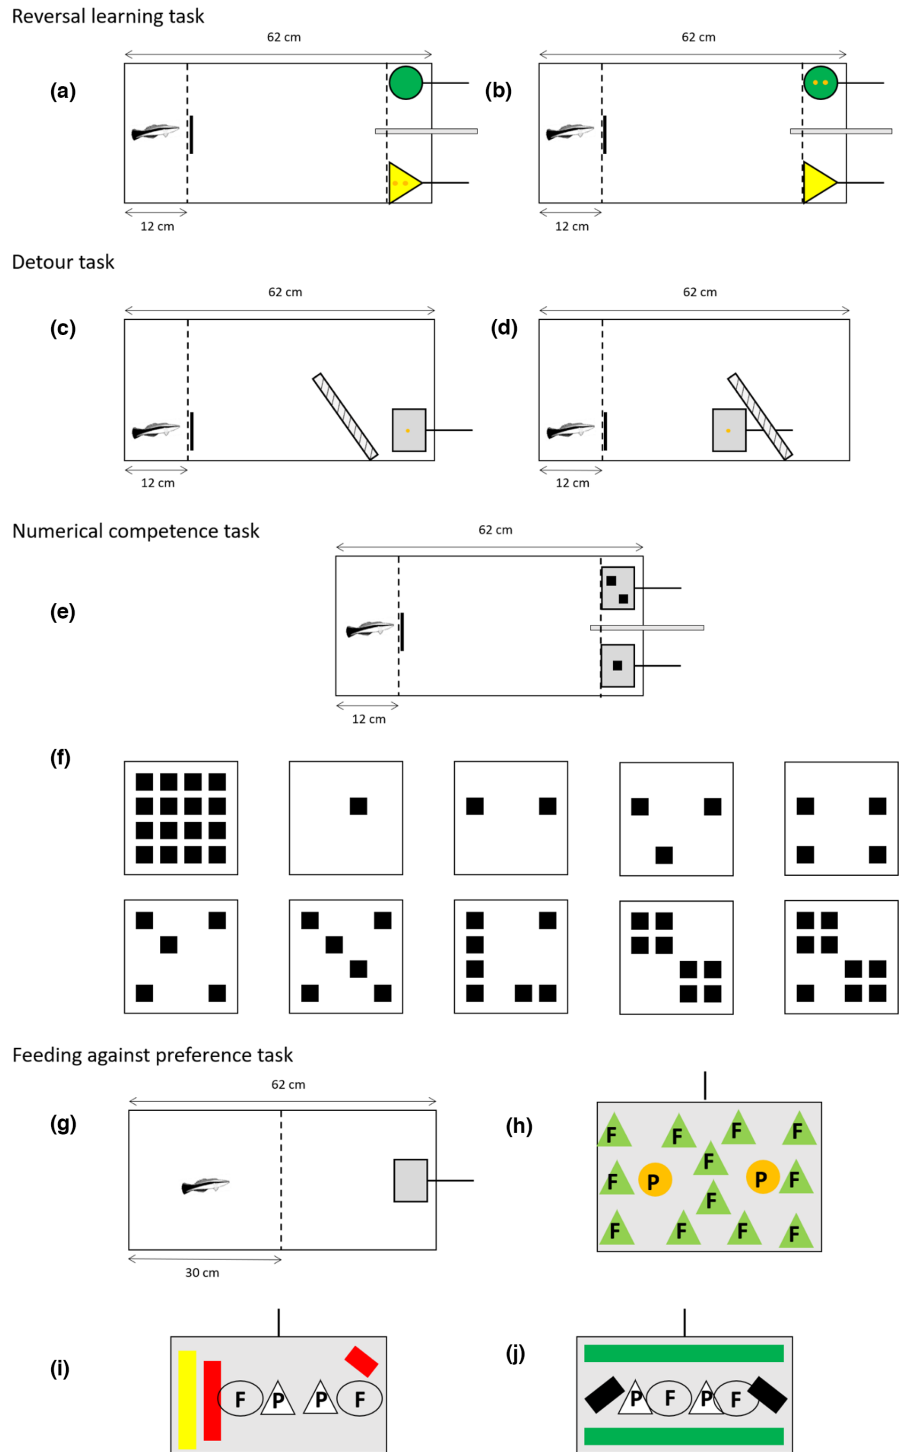 Reversal learning task
62 cm
62 cm
(a)
(b)
12 cm
12 cm
Detour task
62 cm
62 cm
(c)
(d)
12 cm
12 cm
Numerical competence task
62 cm
(e)
12 cm
(f)
Feeding against preference task
62 cm
(g)
(h)
F F F F
F
F P P F
F
F F F F
30 cm
(i)
F P P F
(j)
P F P F